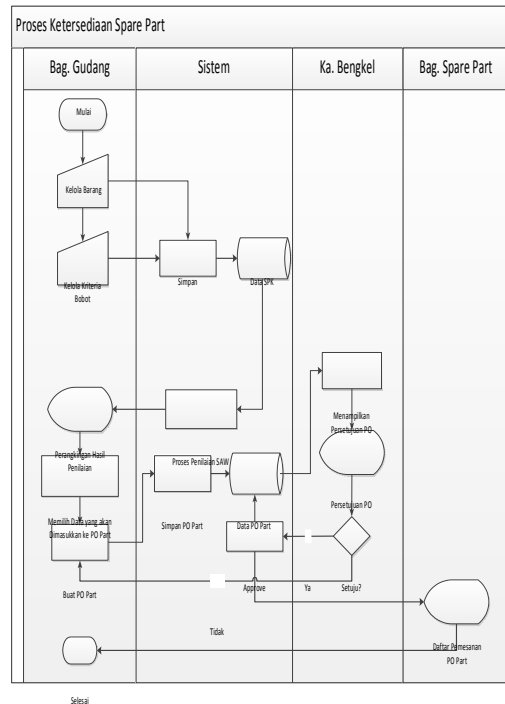 Proses Ketersediaan Spare Part
Bag. Gudang
Sistem
Ka. Bengkel
Bag. Spare Part
Mulai
Kelola Barang
Kelola Kriteria
Bobot
Simpan
Data SPK
Menampilkan
Persetujuan PO
Perangkingan Hasil
Penilaian
Proses Penilaian SAW
Memilih Data yang akan
Dimasukkan ke PO Part
Simpan PO Part
Data PO Part
Persetujuan PO
Buat PO Part
Approve
Ya
Setuju?
Tidak
Daftar Pemesanan
PO Part
Selesai